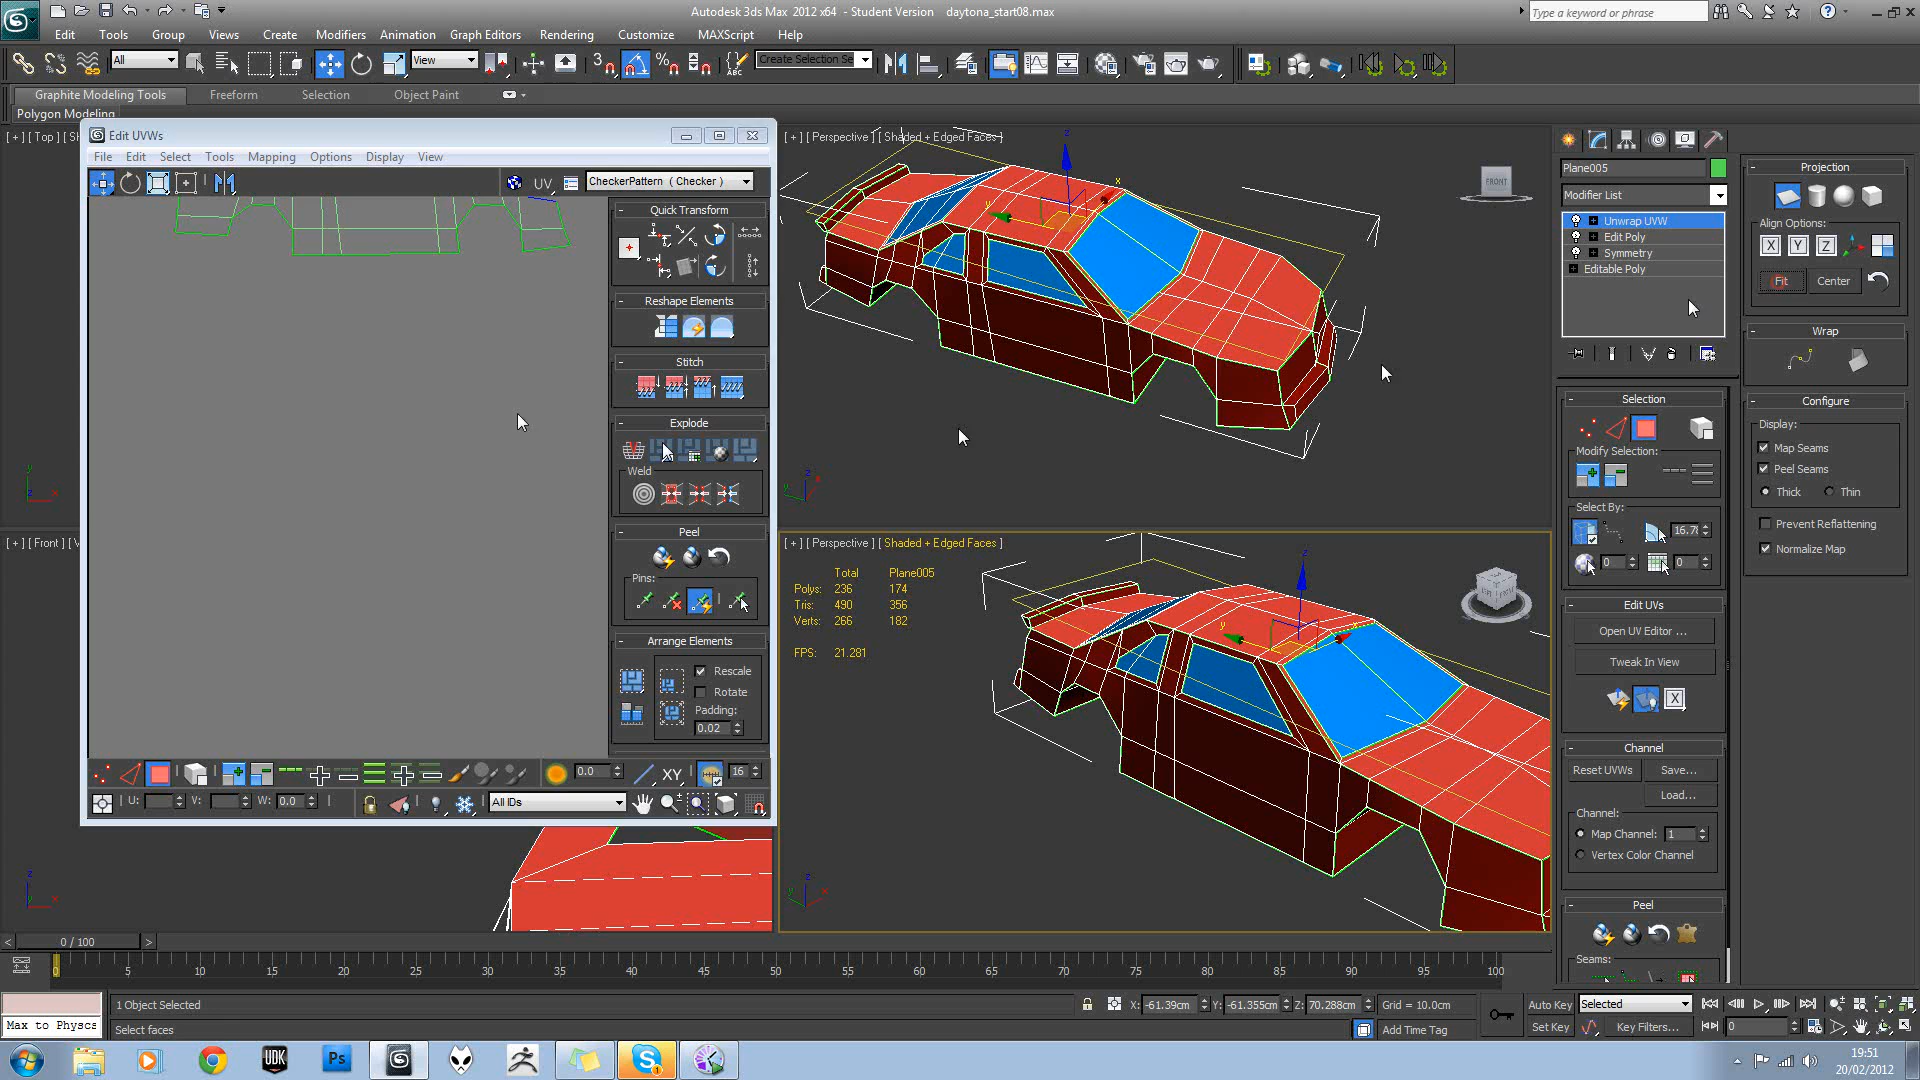 Autodesk 3ds Max 2012 x64 - Student Version daytona_start08.max
Type a keyword or phrase
Edit Tools Group Views Create Modifiers Animation Graph Editors Rendering Customize MAXScript Help
All
View
3
Create Selection Se
Graphite Modeling Tools Freeform Selection Object Paint
Polygon Modeling
[ + ] [ Top ] [ Sh
Edit UVWs
File Edit Select Tools Mapping Options Display View
UV
CheckerPattern ( Checker )
Quick Transform
Reshape Elements
Stitch
Explode
Weld
Peel
Pins:
Arrange Elements
Rescale
Rotate
Padding:
0.02
0.0
XY
16
U: V: W: 0.0
All IDs
[ + ] [ Front ] [
[ + ] [ Perspective ] [ Shaded + Edged Faces ]
FRONT
[ + ] [ Perspective ] [ Shaded + Edged Faces ]
Total Plane005
Polys: 236 174
Tris: 490 356
Verts: 266 182
FPS: 21.281
Plane005
Modifier List
Unwrap UVW
Edit Poly
Symmetry
Editable Poly
Selection
Modify Selection:
Select By:
16.78
0 0
Edit UVs
Open UV Editor ...
Tweak In View
Channel
Reset UVWs Save...
Load...
Channel:
Map Channel: 1
Vertex Color Channel
Peel
Seams:
Projection
Align Options:
X Y Z
Fit Center
Wrap
Configure
Display:
Map Seams
Peel Seams
Thick Thin
Prevent Reflattening
Normalize Map
0 / 100
0 5 10 15 20 25 30 35 40 45 50 55 60 65 70 75 80 85 90 95 100
1 Object Selected
X: -61.39cm Y: -61.355cm Z: 70.288cm Grid = 10.0cm
Auto Key Selected
Max to Physcs
Select faces
Add Time Tag
Set Key Key Filters...
0
UDK
Ps
19:51
20/02/2012